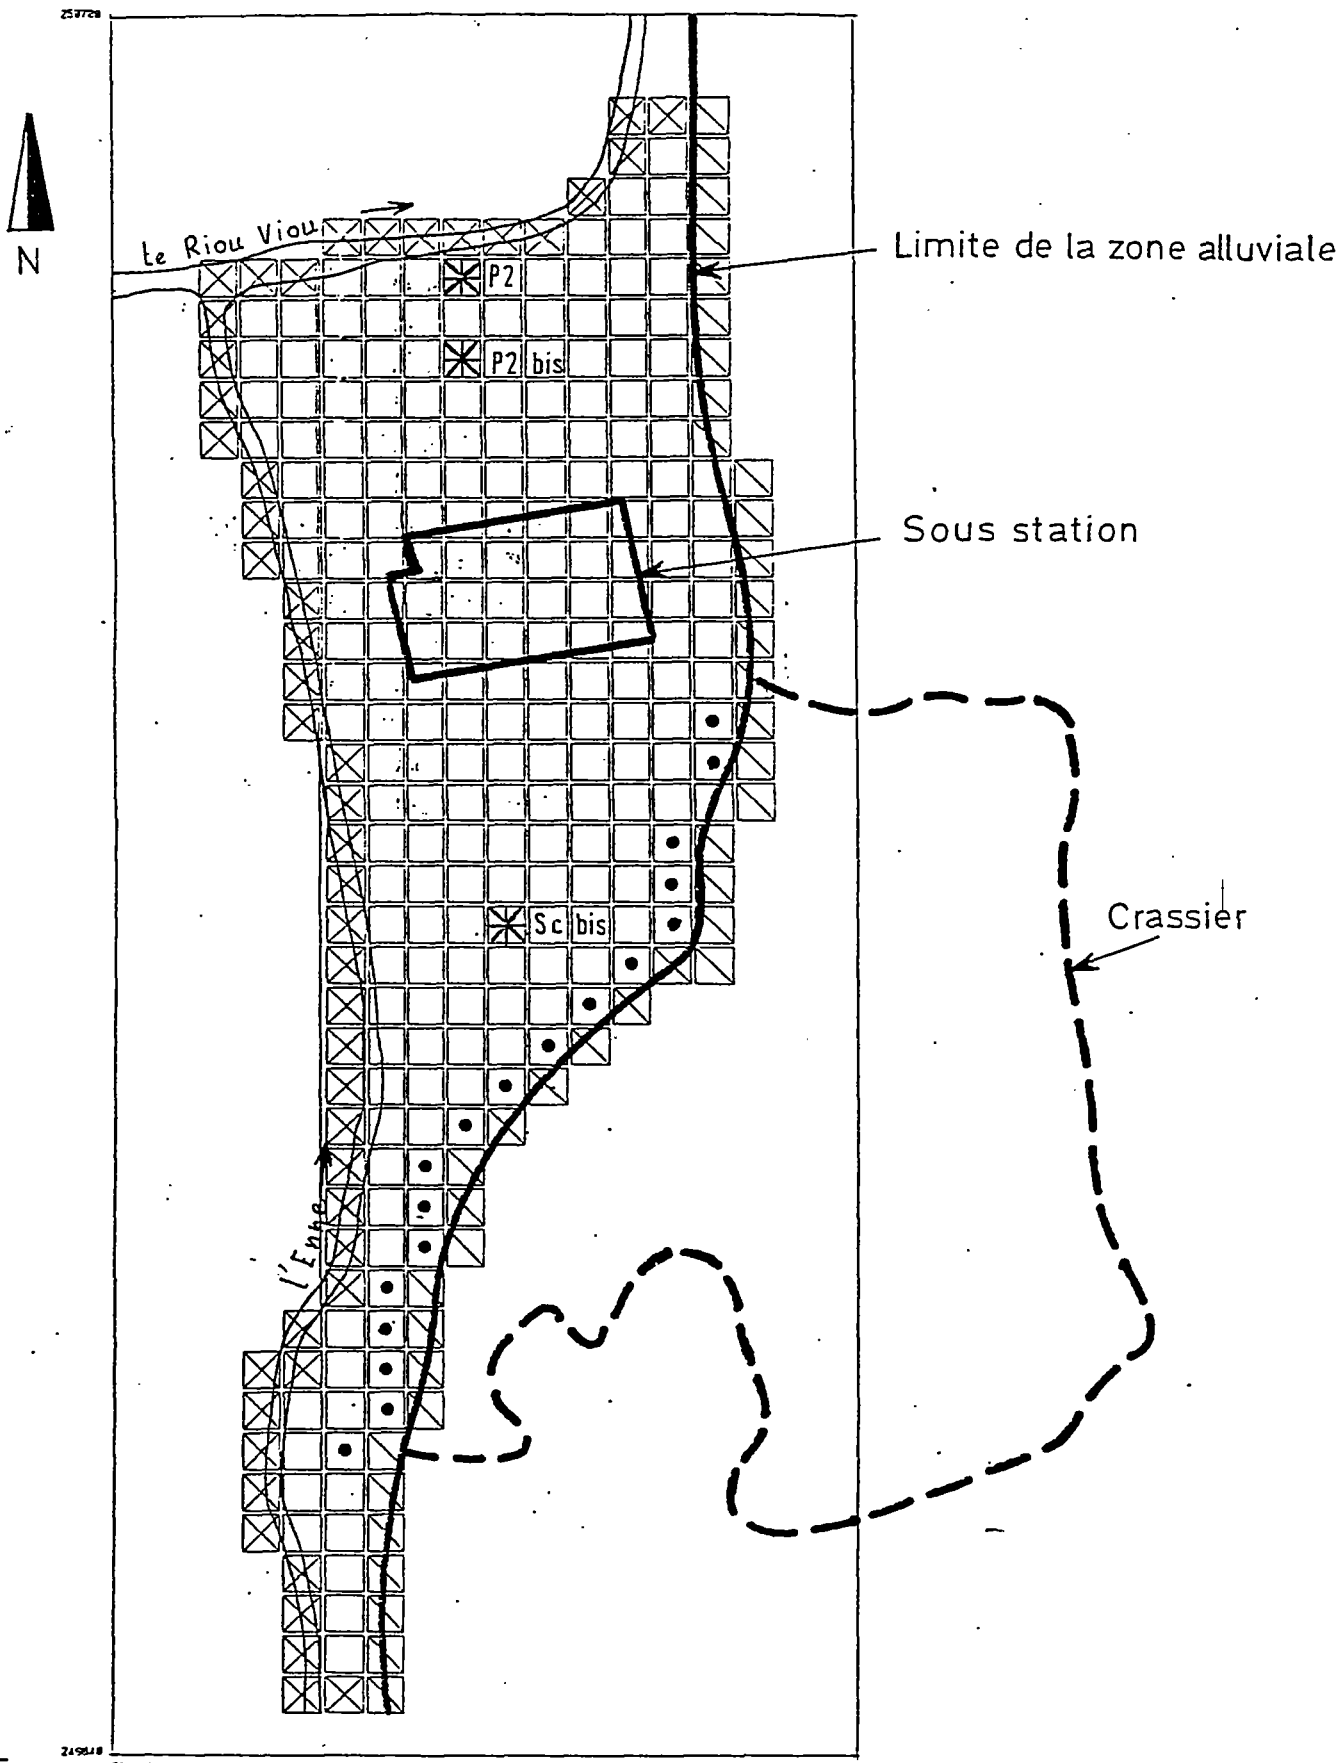 N
le Riou Viou
P2
Limite de la zone alluviale
P2 bis
Sous station
Sc bis
Crassier
l'Enne